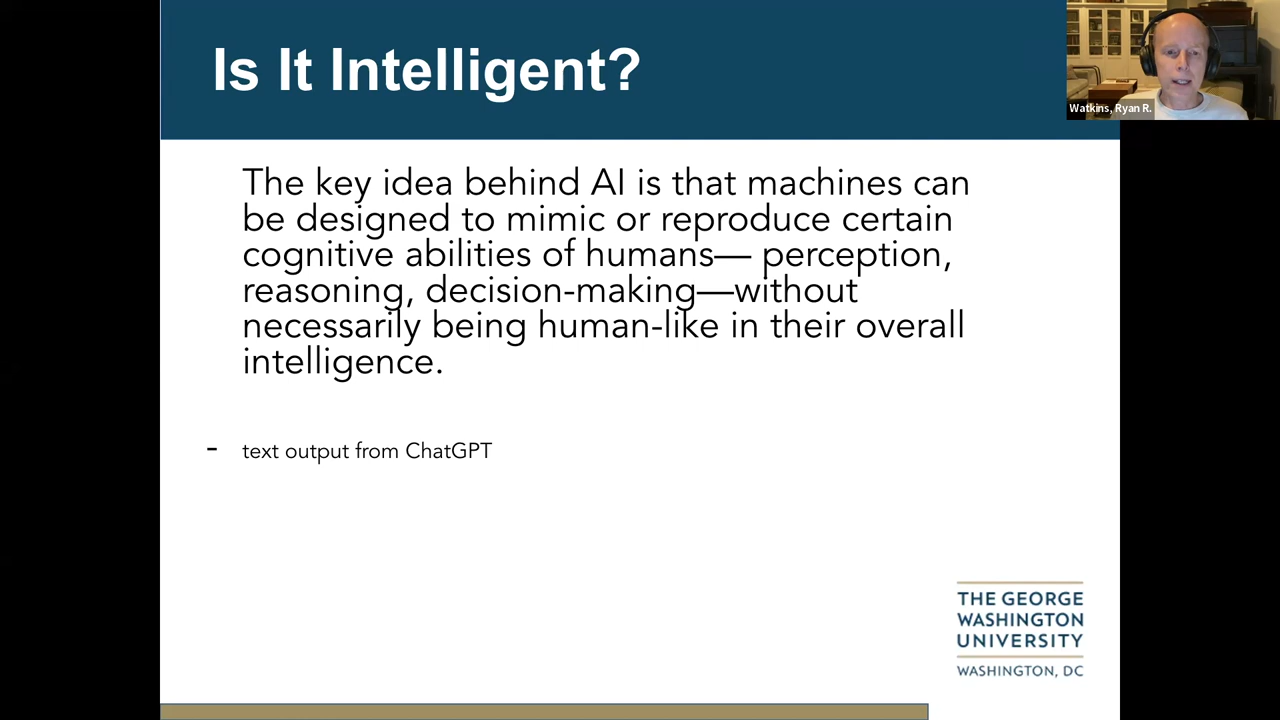 Is It Intelligent?
Watkins, Ryan R.
The key idea behind AI is that machines can
be designed to mimic or reproduce certain
cognitive abilities of humans— perception,
reasoning, decision-making—without
necessarily being human-like in their overall
intelligence.
- text output from ChatGPT
THE GEORGE
WASHINGTON
UNIVERSITY
WASHINGTON, DC